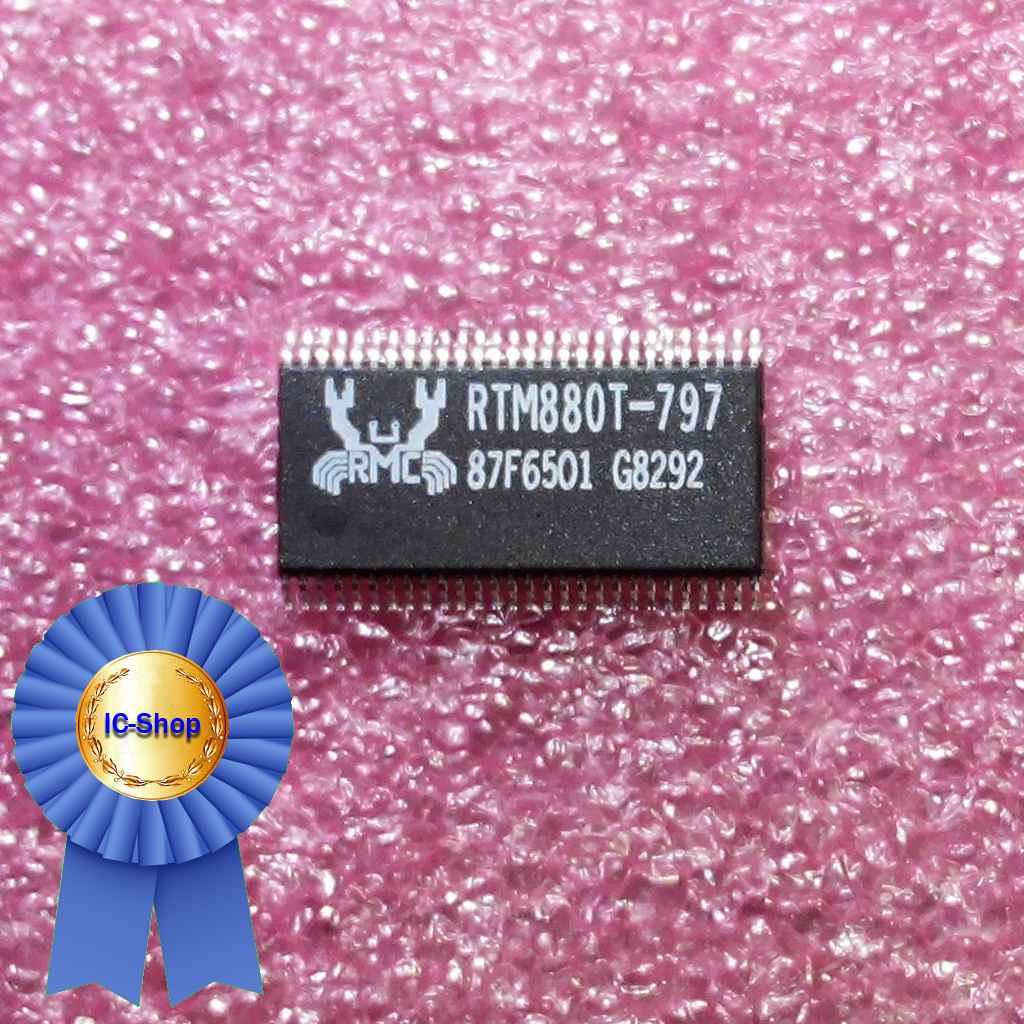 RTM880T-797
RMC
87F6501 G8292
IC-Shop